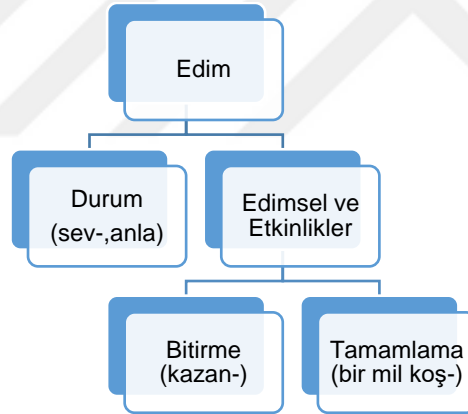 Edim
Durum
(sev-,anla)
Edimsel ve
Etkinlikler
Bitirme
(kazan-)
Tamamlama
(bir mil koş-)